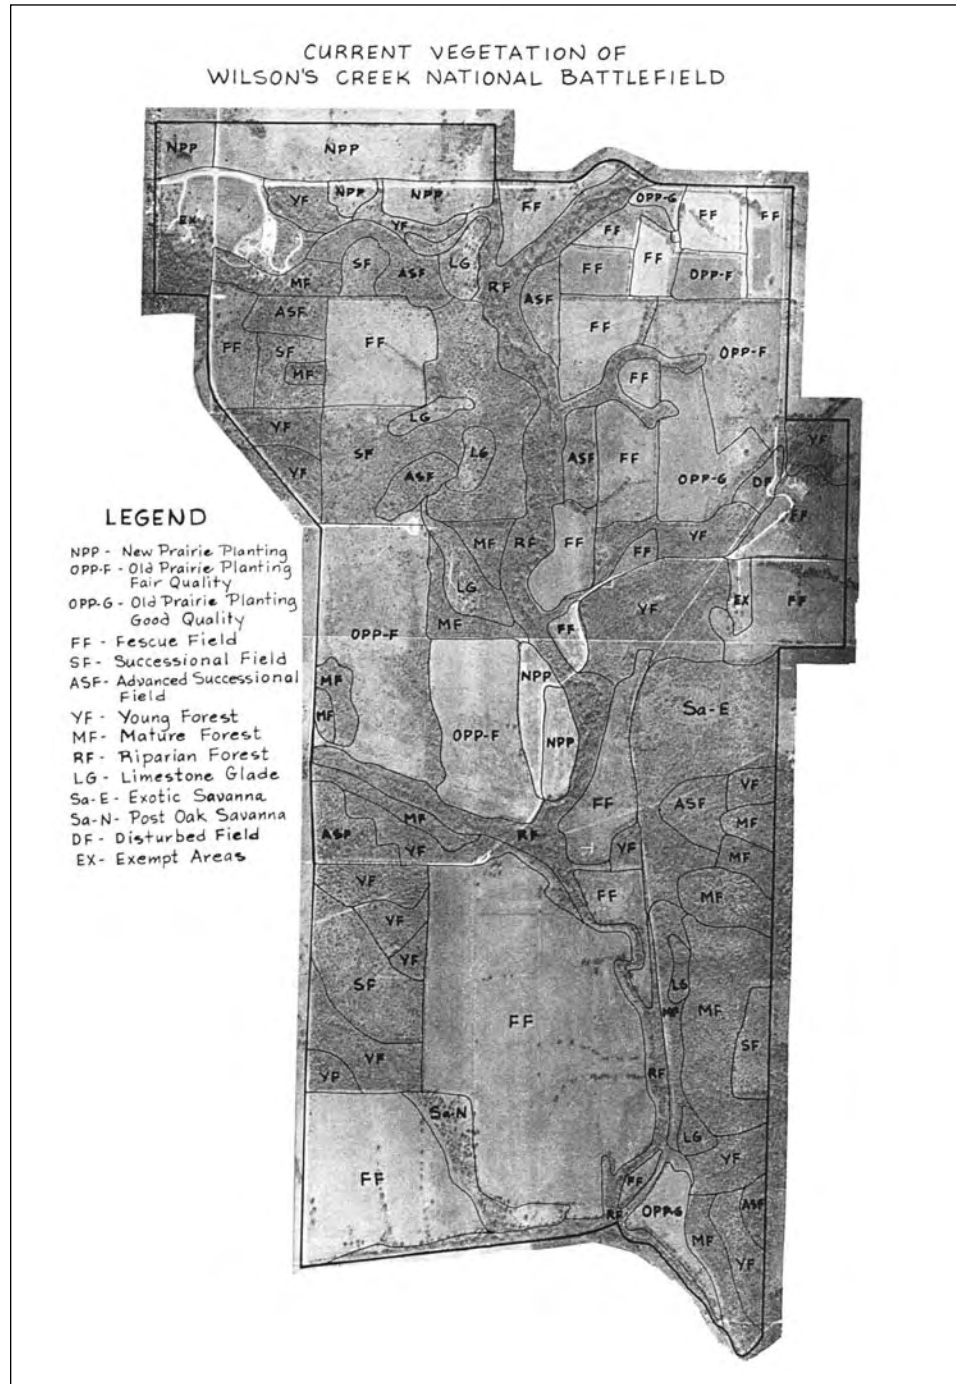 CURRENT VEGETATION OF
WILSON'S CREEK NATIONAL BATTLEFIELD
NPP
NPP
YF
NPP
NPP
FF
OPP-G
FF
FF
EX
YF
FF
FF
SF
ASF
LG
FF
OPP-F
MF
RF
ASF
ASF
FF
FF
FF
OPP-F
SF
MF
FF
LG
YF
SF
LG
ASF
FF
YF
YF
ASF
OPP-G
DF
FF
MF
RF
FF
FF
YF
LG
YF
EX
FF
MF
OPP-F
FF
NPP
MF
MF
OPP-F
NPP
Sa-E
FF
ASF
YF
MF
MF
RF
ASF
YF
YF
MF
YF
FF
MF
YF
YF
SF
LG
FF
MF
MF
SF
YF
YF
RF
Sa-N
LG
YF
FF
FF
RF
OPP-G
ASF
MF
YF
LEGEND
NPP - New Prairie Planting
OPP-F - Old Prairie Planting
Fair Quality
OPP-G - Old Prairie Planting
Good Quality
FF - Fescue Field
SF - Successional Field
ASF - Advanced Successional
Field
YF - Young Forest
MF - Mature Forest
RF - Riparian Forest
LG - Limestone Glade
Sa-E - Exotic Savanna
Sa-N - Post Oak Savanna
DF - Disturbed Field
EX - Exempt Areas